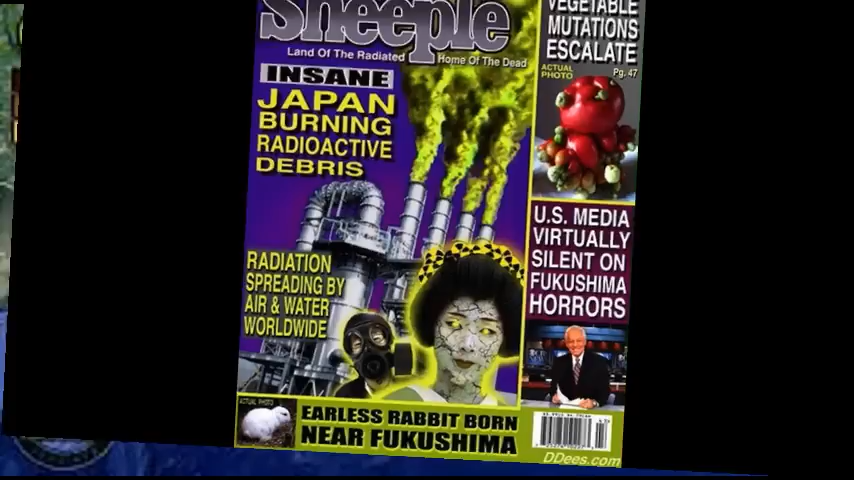 Sheeple
Land Of The Radiated
Home Of The Dead
INSANE
JAPAN
BURNING
RADIOACTIVE
DEBRIS
RADIATION
SPREADING BY
AIR & WATER
WORLDWIDE
ACTUAL PHOTO
EARLESS RABBIT BORN
NEAR FUKUSHIMA
VEGETABLE
MUTATIONS
ESCALATE
Pg. 47
ACTUAL
PHOTO
U.S. MEDIA
VIRTUALLY
SILENT ON
FUKUSHIMA
HORRORS
DDees.com